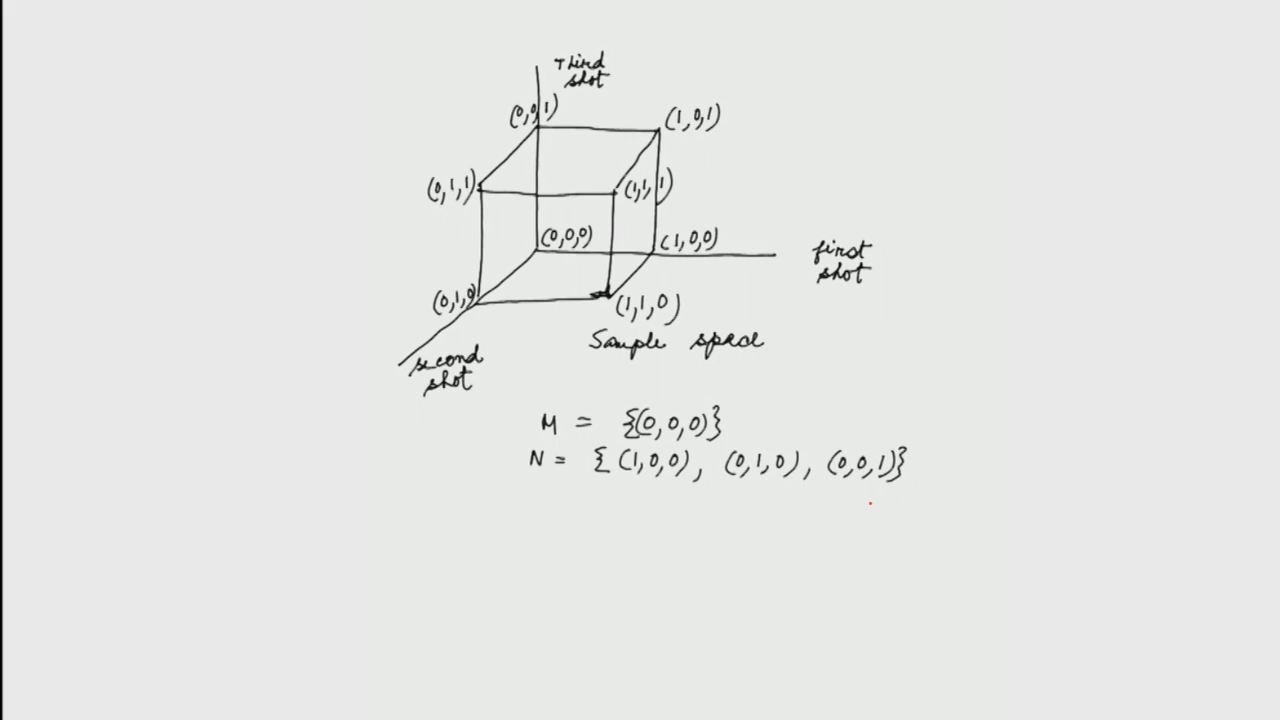 Third
shot
(0,0,1)
(1,0,1)
(0,1,1)
(1,1,1)
(0,0,0)
(1,0,0)
first
shot
(0,1,0)
(1,1,0)
Sample space
second
shot
M = {(0,0,0)}
N = {(1,0,0), (0,1,0), (0,0,1)}